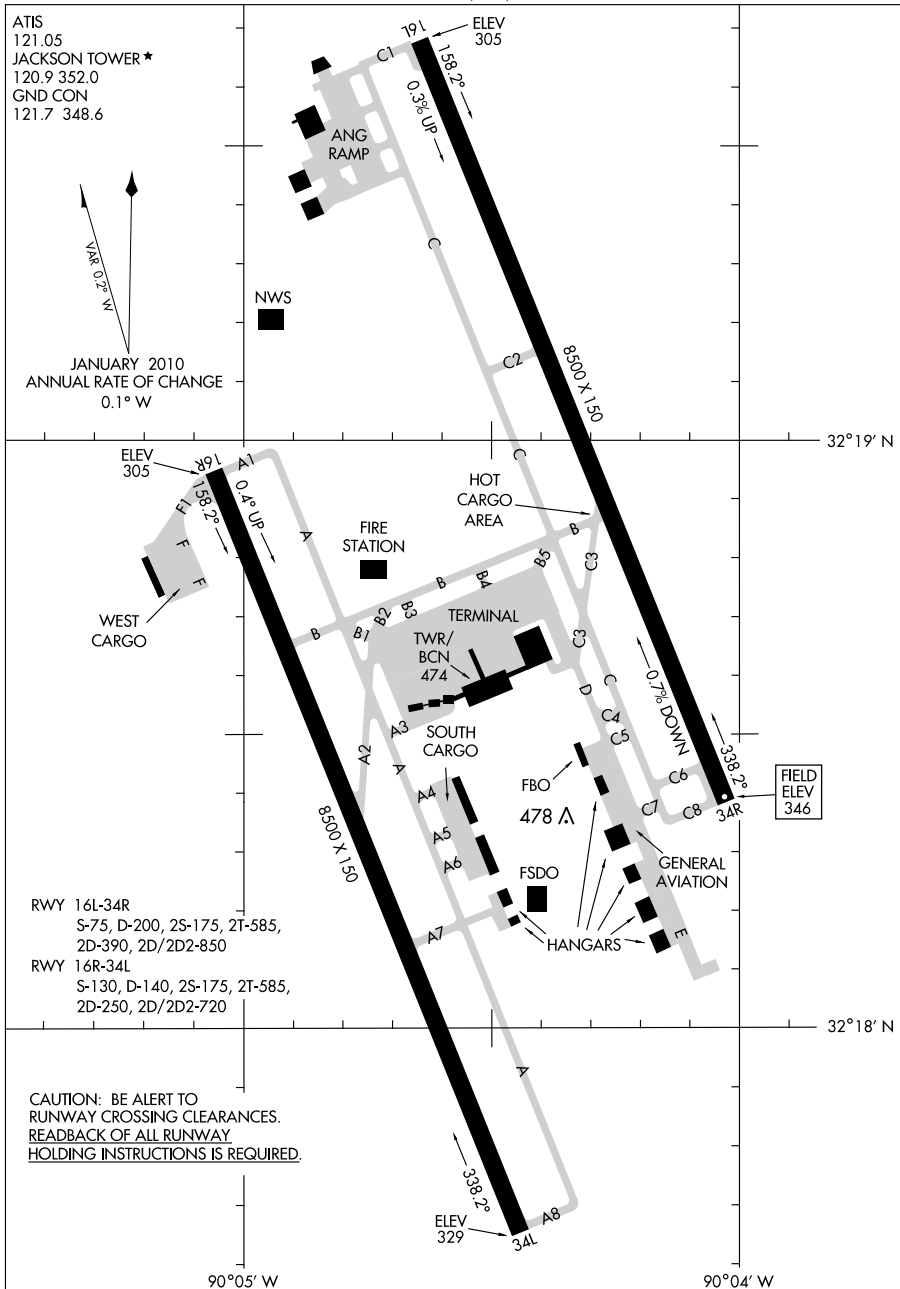 ATIS
121.05
JACKSON TOWER ★
120.9 352.0
GND CON
121.7 348.6
VAR 0.2° W
JANUARY 2010
ANNUAL RATE OF CHANGE
0.1° W
16L
ELEV
305
158.2°
0.3% UP
C1
ANG
RAMP
C
NWS
C2
8500 X 150
32°19' N
ELEV
305
16R
A1
158.2°
0.4° UP
F1
F
F
WEST
CARGO
A
FIRE
STATION
HOT
CARGO
AREA
C
B
C3
B5
B4
B
B3
B2
B1
B
TERMINAL
TWR/
BCN
474
C3
D
C
C4
C5
0.7% DOWN
338.2°
C6
C7
C8
34R
FIELD
ELEV
346
A3
A2
A
SOUTH
CARGO
A4
A5
A6
FBO
478
FSDO
GENERAL
AVIATION
HANGARS
E
8500 X 150
A7
RWY 16L-34R
S-75, D-200, 2S-175, 2T-585,
2D-390, 2D/2D2-850
RWY 16R-34L
S-130, D-140, 2S-175, 2T-585,
2D-250, 2D/2D2-720
32°18' N
A
CAUTION: BE ALERT TO
RUNWAY CROSSING CLEARANCES.
READBACK OF ALL RUNWAY
HOLDING INSTRUCTIONS IS REQUIRED.
338.2°
A8
ELEV
329
34L
90°05' W
90°04' W